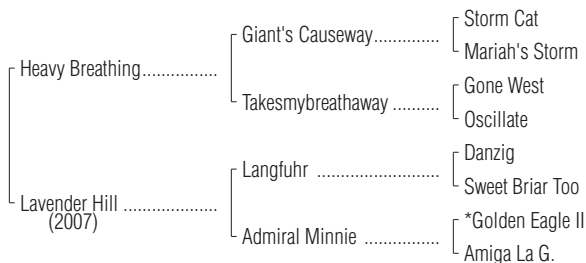 Storm Cat
Giant's Causeway...............
Mariah's Storm
Heavy Breathing................
Gone West
Takesmybreathaway ..........
Oscillate
Danzig
Langfuhr ........................
Sweet Briar Too
Lavender Hill ....................
(2007)
*Golden Eagle II
Admiral Minnie ................
Amiga La G.